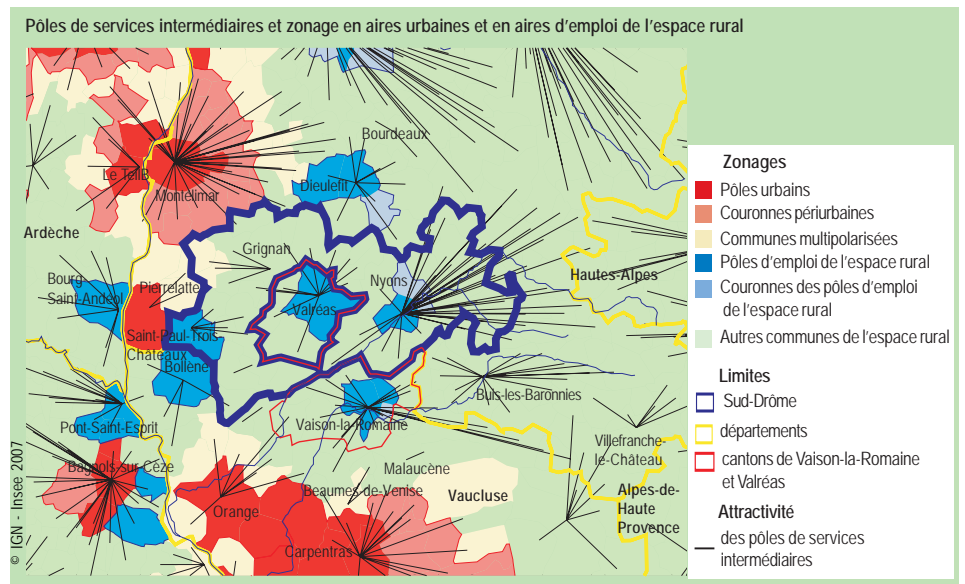 Pôles de services intermédiaires et zonage en aires urbaines et en aires d'emploi de l'espace rural
Bourdeaux
Le Teil
Dieulefit
Montélimar
Ardèche
Grignan
Hautes-Alpes
Bourg
Saint-Andéol
Pierrelatte
Nyons
Valréas
Saint-Paul-Trois-
Châteaux
Bollène
Buis-les-Baronnies
Pont-Saint-Esprit
Vaison-la-Romaine
Villefranche-
le-Château
Bagnols-sur-Cèze
Malaucène
Beaumes-de-Venise
Vaucluse
Orange
Alpes-de-
Haute
Provence
Carpentras
© IGN - Insee 2007
Zonages
Pôles urbains
Couronnes périurbaines
Communes multipolarisées
Pôles d'emploi de l'espace rural
Couronnes des pôles d'emploi
de l'espace rural
Autres communes de l'espace rural
Limites
Sud-Drôme
départements
cantons de Vaison-la-Romaine
et Valréas
Attractivité
des pôles de services
intermédiaires